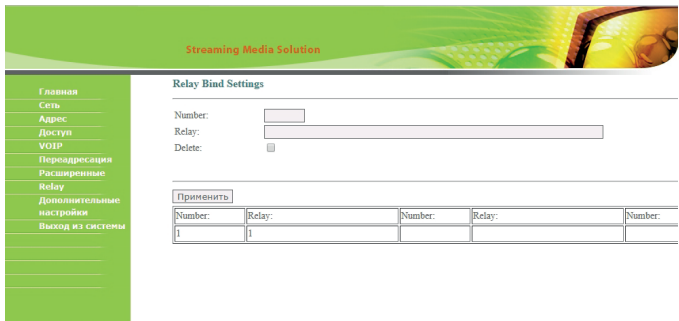 Streaming Media Solution
Главная
Сеть
Адрес
Доступ
VOIP
Переадресация
Расширенные
Relay
Дополнительные
настройки
Выход из системы
Relay Bind Settings
Number:
Relay:
Delete:
Применить
Number: Relay: Number: Relay: Number:
1 1